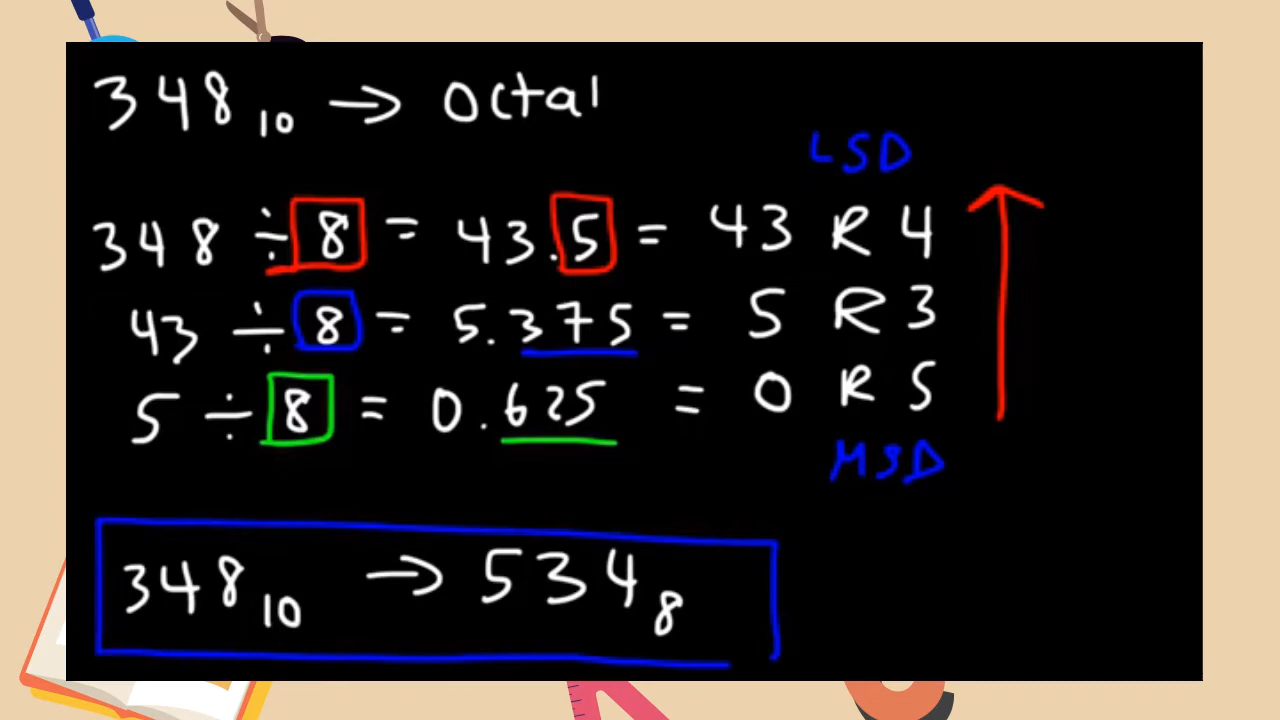 348₁₀ → Octal
LSD
348 ÷ 8 = 43.5 = 43 R 4
43 ÷ 8 = 5.375 = 5 R 3
5 ÷ 8 = 0.625 = 0 R 5
MSD
348₁₀ → 534₈